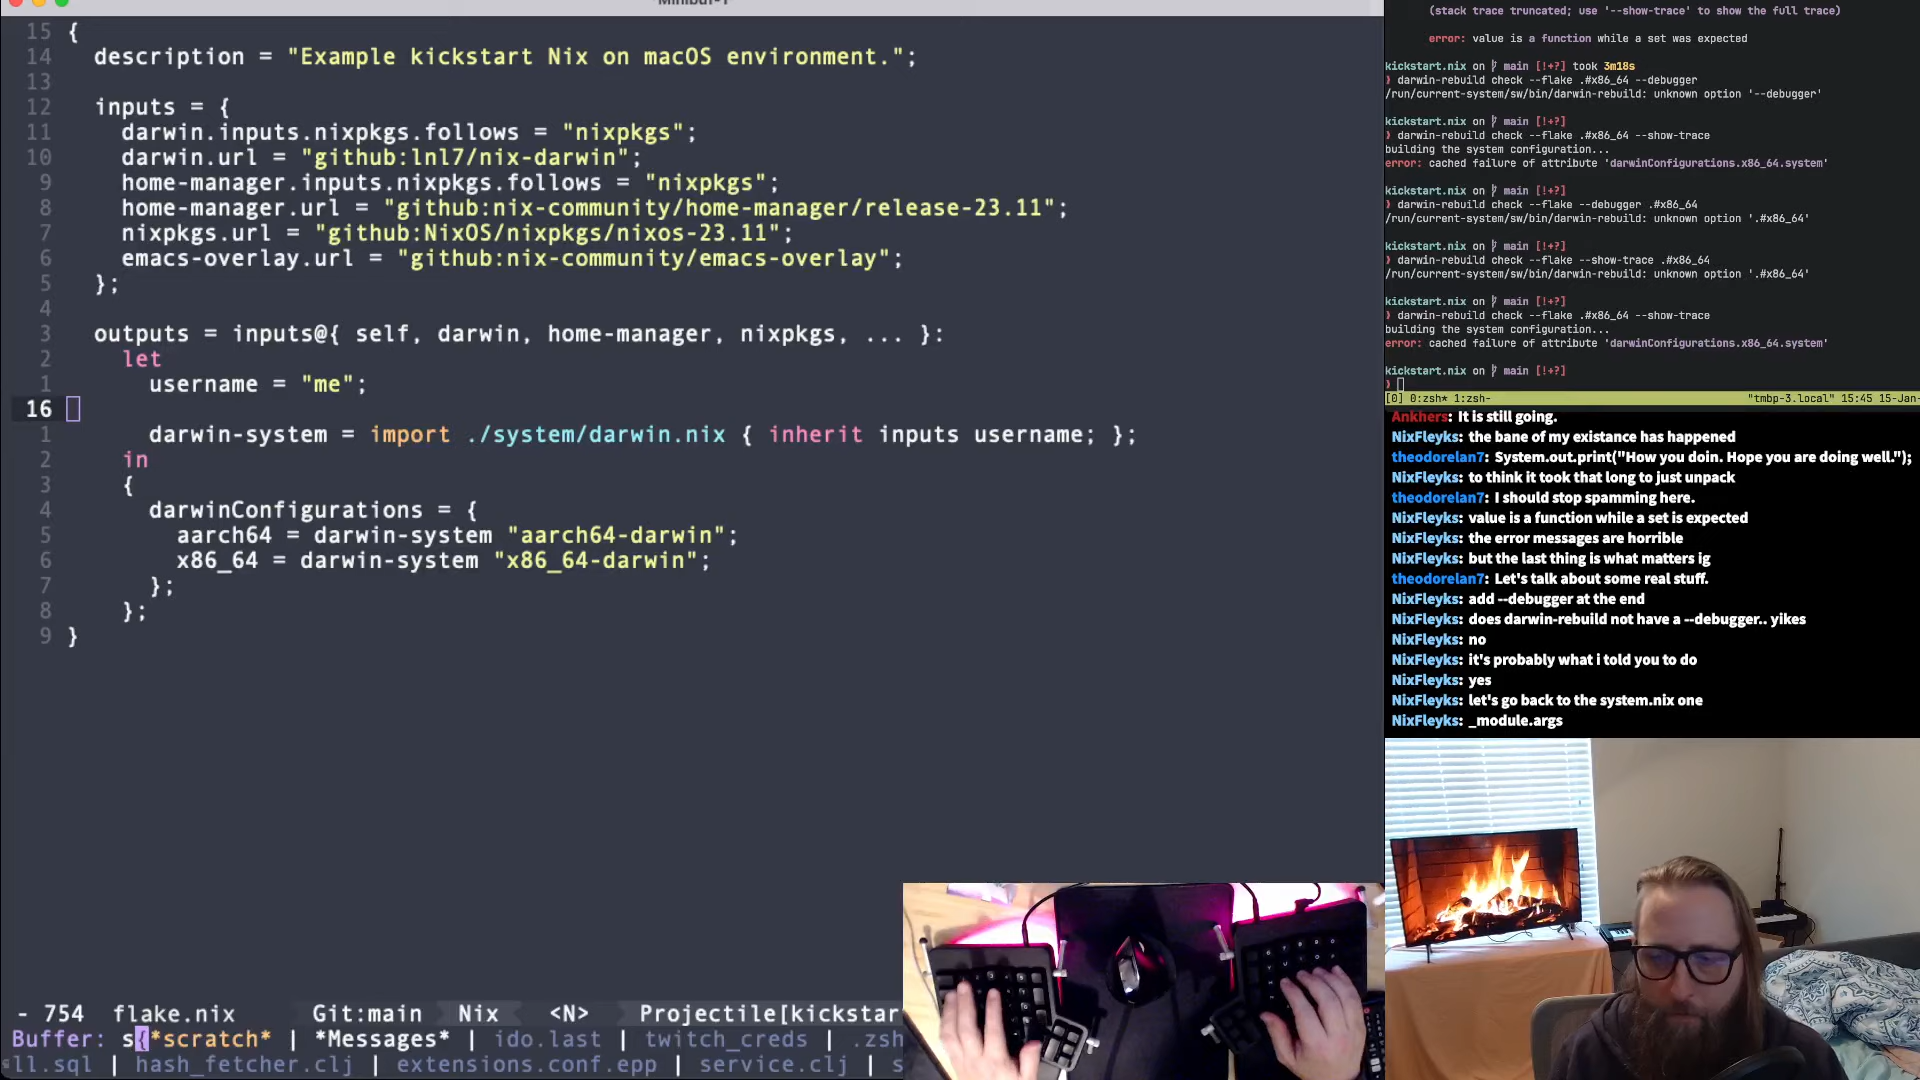 15 {
14 description = "Example kickstart Nix on macOS environment.";
13
12 inputs = {
11 darwin.inputs.nixpkgs.follows = "nixpkgs";
10 darwin.url = "github:lnl7/nix-darwin";
9 home-manager.inputs.nixpkgs.follows = "nixpkgs";
8 home-manager.url = "github:nix-community/home-manager/release-23.11";
7 nixpkgs.url = "github:NixOS/nixpkgs/nixos-23.11";
6 emacs-overlay.url = "github:nix-community/emacs-overlay";
5 };
4
3 outputs = inputs@{ self, darwin, home-manager, nixpkgs, ... }:
2 let
1 username = "me";
16
1 darwin-system = import ./system/darwin.nix { inherit inputs username; };
2 in
3 {
4 darwinConfigurations = {
5 aarch64 = darwin-system "aarch64-darwin";
6 x86_64 = darwin-system "x86_64-darwin";
7 };
8 };
9 }
- 754 flake.nix Git:main Nix <N> Projectile[kickstar
Buffer: s{*scratch* | *Messages* | ido.last | twitch_creds | .zsh
ll.sql | hash_fetcher.clj | extensions.conf.epp | service.clj | s
(stack trace truncated; use '--show-trace' to show the full trace)
error: value is a function while a set was expected
kickstart.nix on main [!+?] took 3m18s
darwin-rebuild check --flake .#x86_64 --debugger
/run/current-system/sw/bin/darwin-rebuild: unknown option '--debugger'
kickstart.nix on main [!+?]
darwin-rebuild check --flake .#x86_64 --show-trace
building the system configuration...
error: cached failure of attribute 'darwinConfigurations.x86_64.system'
kickstart.nix on main [!+?]
darwin-rebuild check --flake --debugger .#x86_64
/run/current-system/sw/bin/darwin-rebuild: unknown option '.#x86_64'
kickstart.nix on main [!+?]
darwin-rebuild check --flake --show-trace .#x86_64
/run/current-system/sw/bin/darwin-rebuild: unknown option '.#x86_64'
kickstart.nix on main [!+?]
darwin-rebuild check --flake .#x86_64 --show-trace
building the system configuration...
error: cached failure of attribute 'darwinConfigurations.x86_64.system'
kickstart.nix on main [!+?]
[0] 0:zsh* 1:zsh- "tmbp-3.local" 15:45 15-Jan-
Ankhers: It is still going.
NixFleyks: the bane of my existance has happened
theodorelan7: System.out.print("How you doin. Hope you are doing well.");
NixFleyks: to think it took that long to just unpack
theodorelan7: I should stop spamming here.
NixFleyks: value is a function while a set is expected
NixFleyks: the error messages are horrible
NixFleyks: but the last thing is what matters ig
theodorelan7: Let's talk about some real stuff.
NixFleyks: add --debugger at the end
NixFleyks: does darwin-rebuild not have a --debugger.. yikes
NixFleyks: no
NixFleyks: it's probably what i told you to do
NixFleyks: yes
NixFleyks: let's go back to the system.nix one
NixFleyks: _module.args